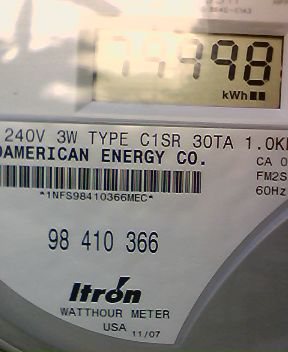 kWh
240V 3W TYPE C1SR 30TA 1.0K
AMERICAN ENERGY CO.
CA 0
FM2S
60Hz
*1NFS98410366MEC*
98 410 366
Itron
WATTHOUR METER
USA 11/07